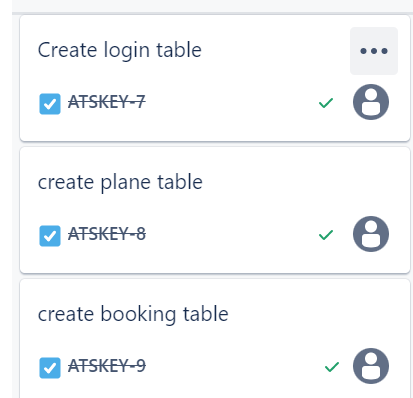 Create login table
ATSKEY-7
create plane table
ATSKEY-8
create booking table
ATSKEY-9